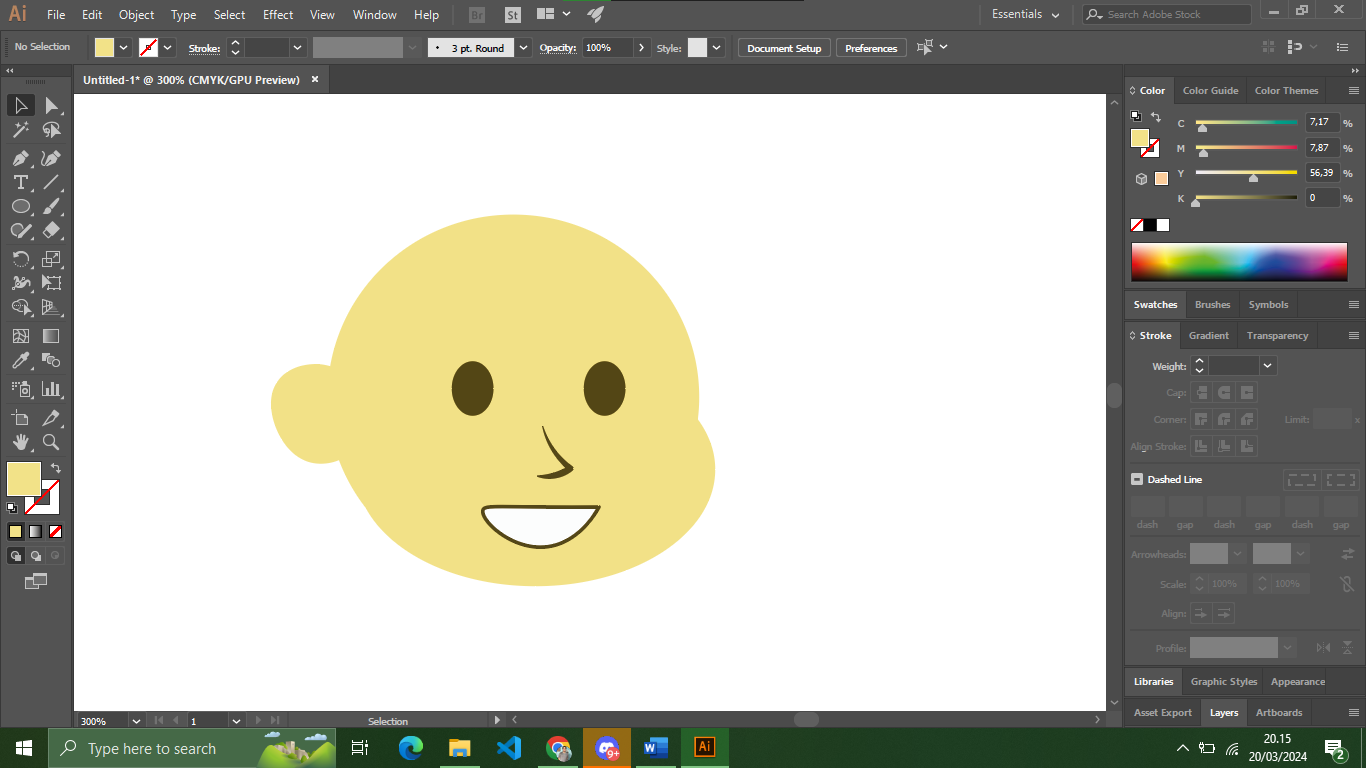 Ai File Edit Object Type Select Effect View Window Help Br St Essentials Search Adobe Stock
No Selection Stroke: 3 pt. Round Opacity: 100% Style: Document Setup Preferences
Untitled-1* @ 300% (CMYK/GPU Preview)
Color Color Guide Color Themes
C 7,17 %
M 7,87 %
Y 56,39 %
K 0 %
Swatches Brushes Symbols
Stroke Gradient Transparency
Weight:
Cap:
Corner: Limit: x
Align Stroke:
Dashed Line
dash gap dash gap dash gap
Arrowheads:
Scale: 100% 100%
Align:
Profile:
Libraries Graphic Styles Appearance
Asset Export Layers Artboards
300% 1 Selection
Type here to search 9+ W Ai 20.15
20/03/2024 2